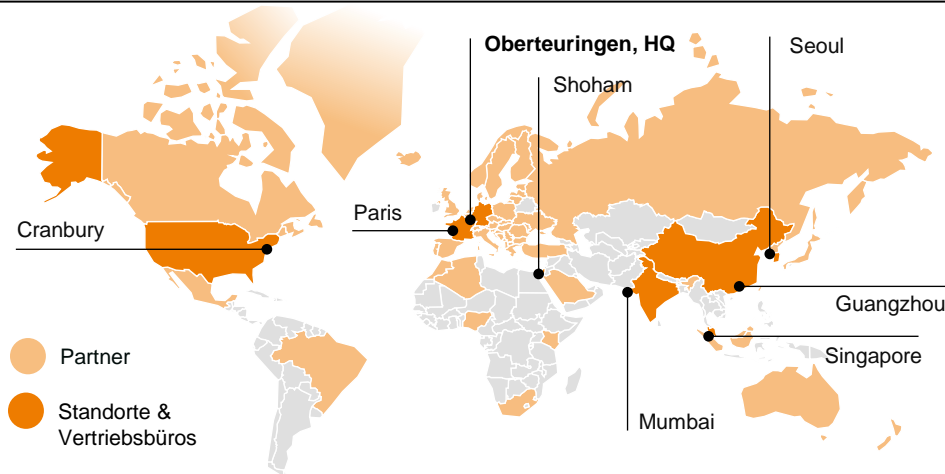 Oberteuringen, HQ
Seoul
Shoham
Paris
Cranbury
Guangzhou
Partner
Singapore
Standorte &
Vertriebsbüros
Mumbai